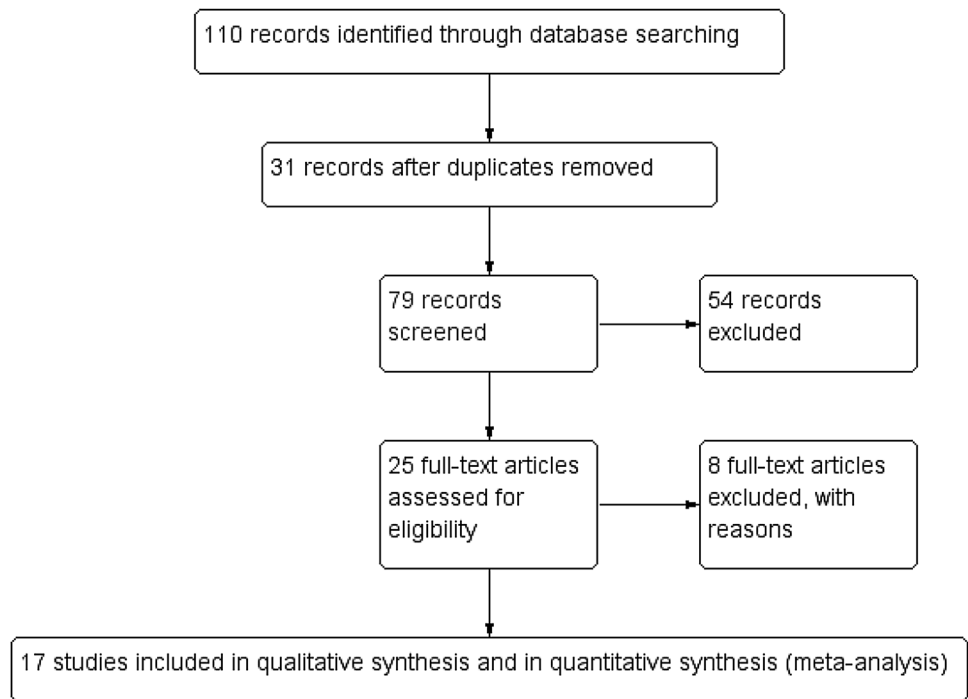 110 records identified through database searching
31 records after duplicates removed
79 records
screened
54 records
excluded
25 full-text articles
assessed for
eligibility
8 full-text articles
excluded, with
reasons
17 studies included in qualitative synthesis and in quantitative synthesis (meta-analysis)